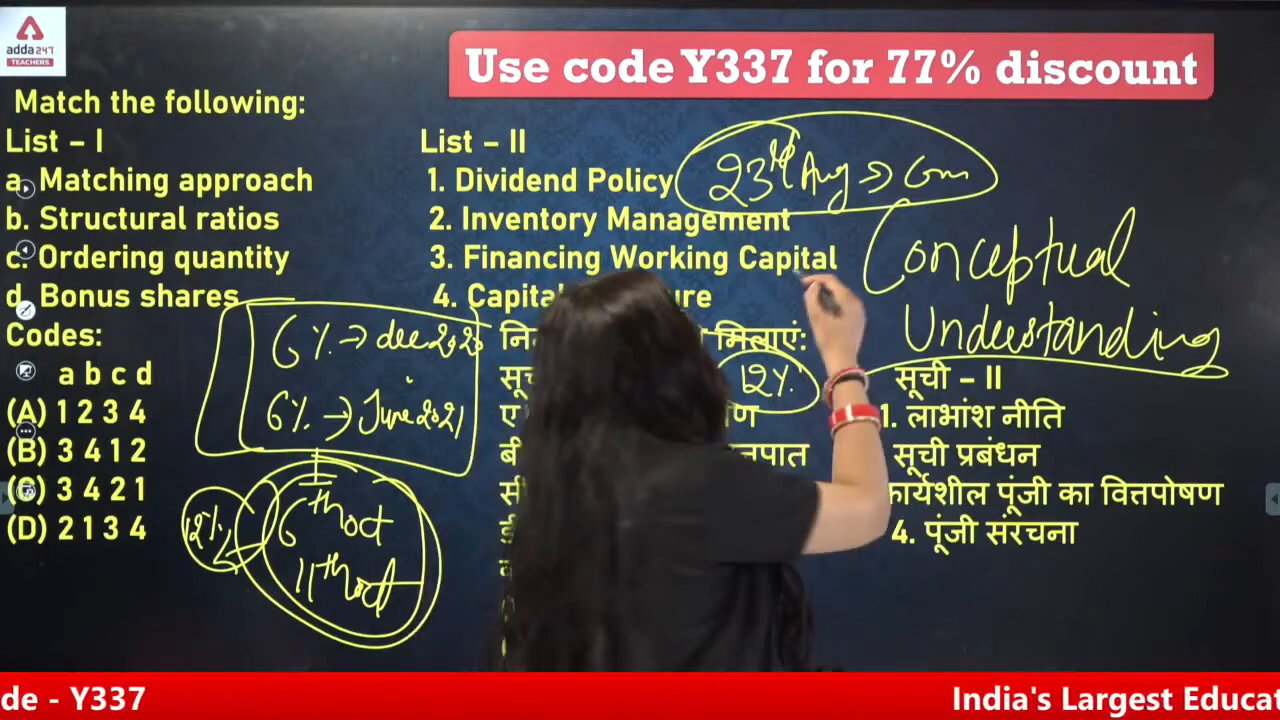 adda247
TEACHERS
Use code Y337 for 77% discount
Match the following:
List – I
List – II
a. Matching approach
1. Dividend Policy
b. Structural ratios
2. Inventory Management
c. Ordering quantity
3. Financing Working Capital
d. Bonus shares
4. Capital
Codes:
a b c d
(A) 1 2 3 4
(B) 3 4 1 2
(C) 3 4 2 1
(D) 2 1 3 4
23rd Aug → Com
Conceptual
Understanding
6% → dec 2020
6% → June 2021
12%
6th Oct
11th Oct
12%
मिलाएं:
सूची – II
1. लाभांश नीति
सूची प्रबंधन
कार्यशील पूंजी का वित्तपोषण
4. पूंजी संरचना
de - Y337
India's Largest Educat